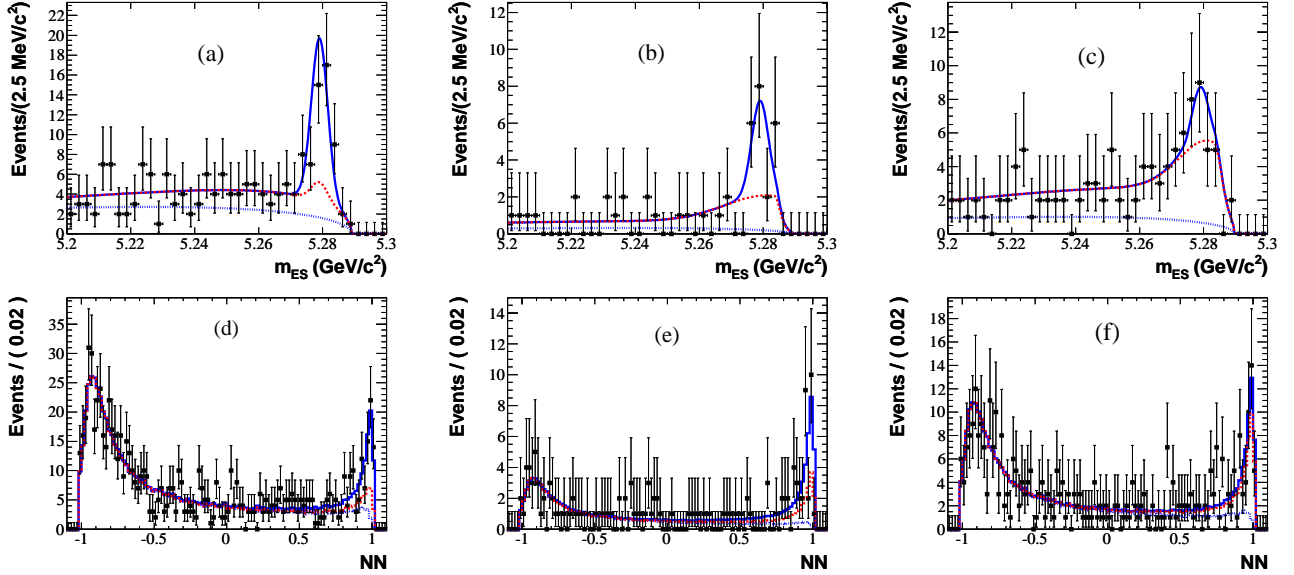 Events/(2.5 MeV/c²)
22
20
18
16
14
12
10
8
6
4
2
0
(a)
5.2 5.22 5.24 5.26 5.28 5.3
m_ES (GeV/c²)
Events/(2.5 MeV/c²)
12
10
8
6
4
2
0
(b)
5.2 5.22 5.24 5.26 5.28 5.3
m_ES (GeV/c²)
Events/(2.5 MeV/c²)
12
10
8
6
4
2
0
(c)
5.2 5.22 5.24 5.26 5.28 5.3
m_ES (GeV/c²)
Events / ( 0.02 )
35
30
25
20
15
10
5
0
(d)
-1 -0.5 0 0.5 1
NN
Events / ( 0.02 )
14
12
10
8
6
4
2
0
(e)
-1 -0.5 0 0.5 1
NN
Events / ( 0.02 )
18
16
14
12
10
8
6
4
2
0
(f)
-1 -0.5 0 0.5 1
NN